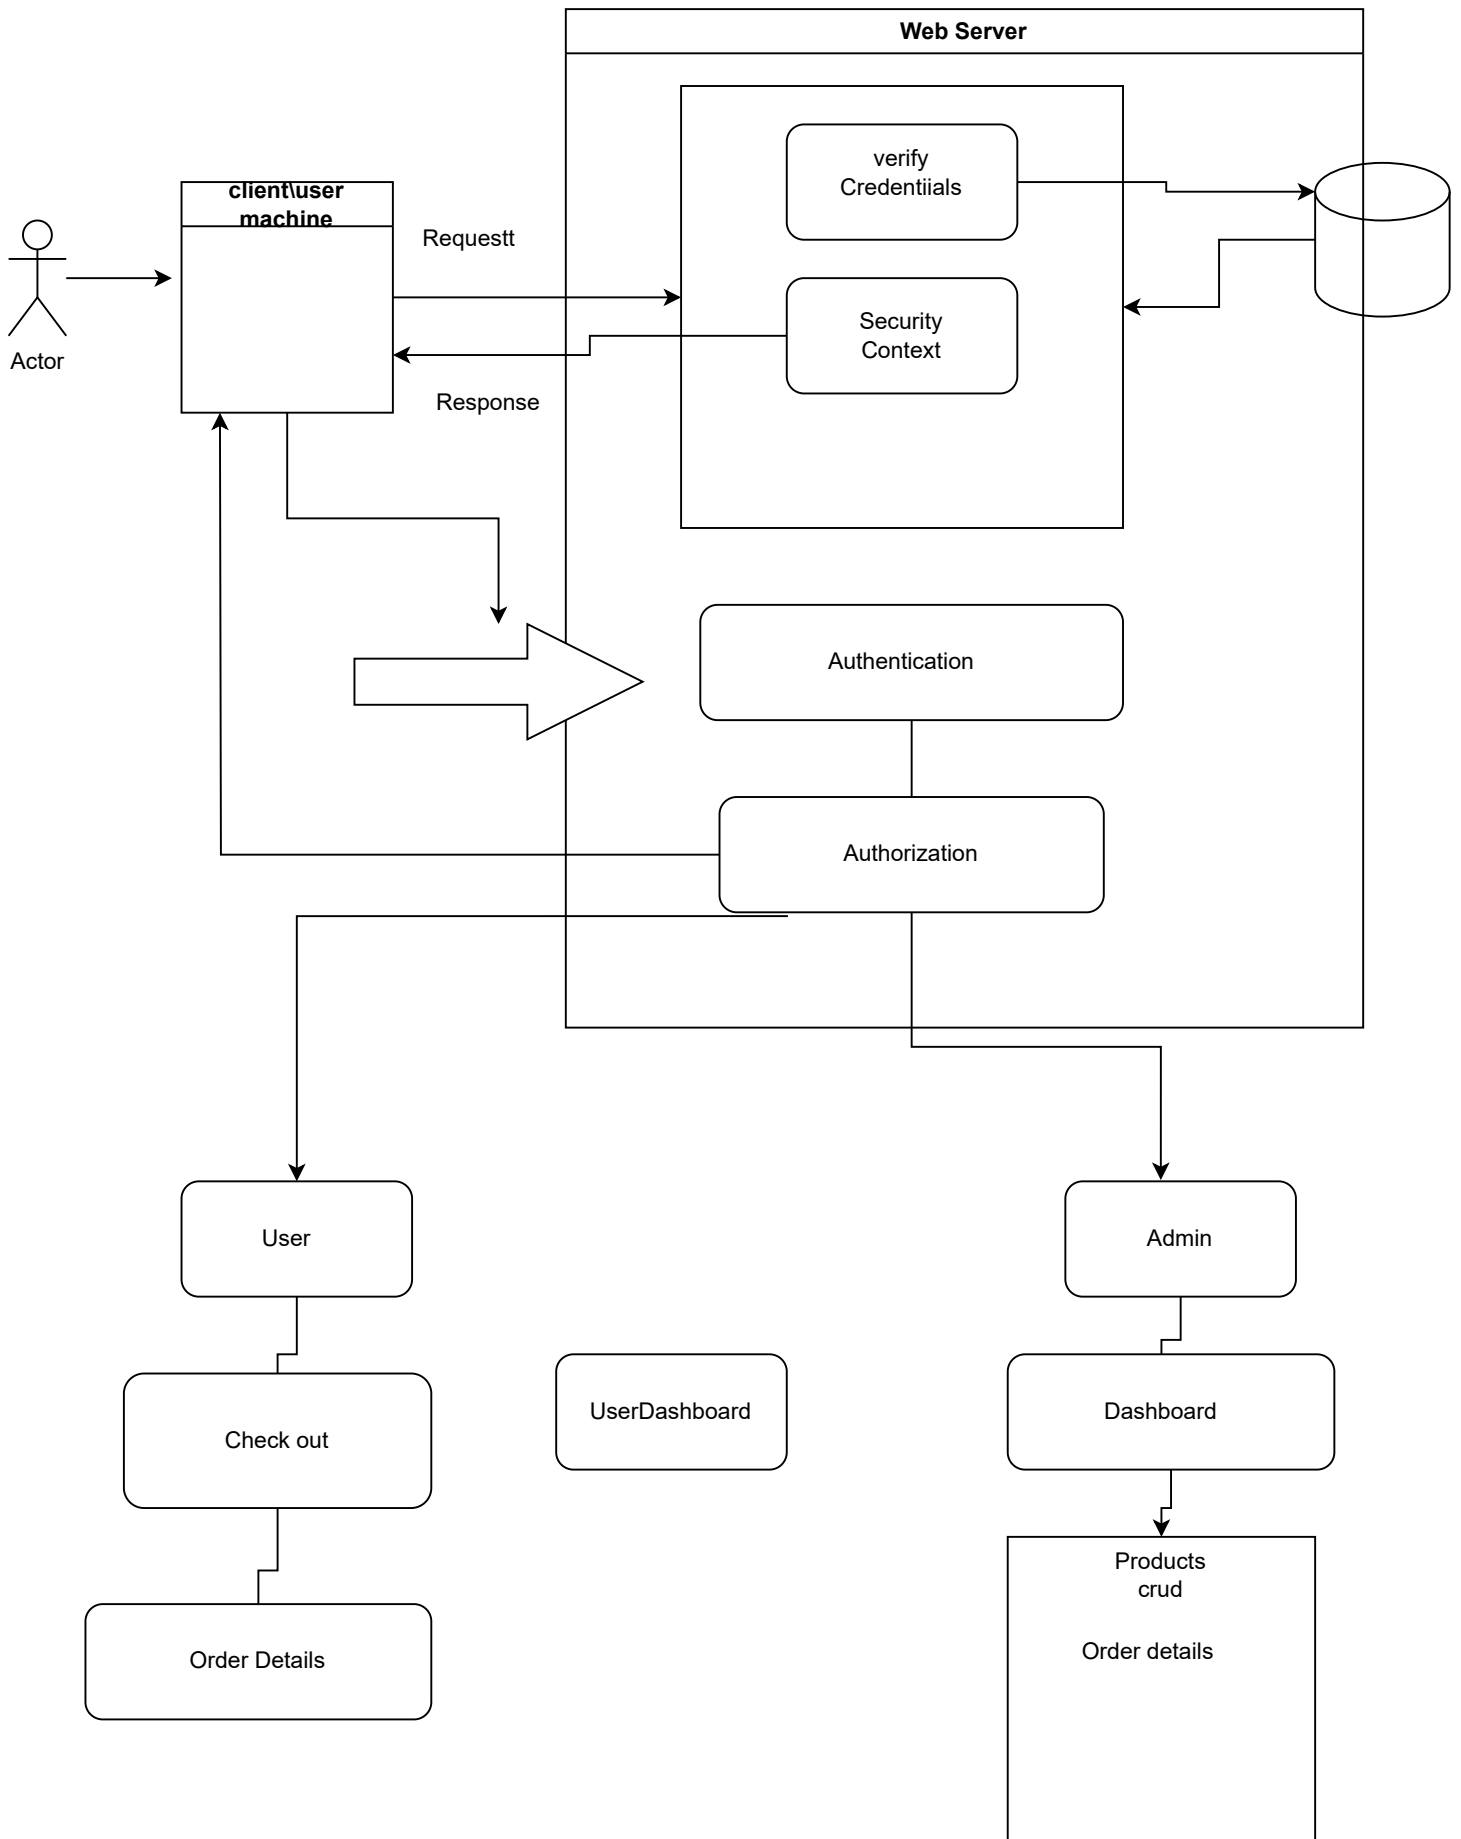 Web Server
verify
Credentiials
client\user
machine
Requestt
Security
Context
Actor
Response
Authentication
Authorization
User
Admin
UserDashboard
Dashboard
Check out
Products
crud
Order details
Order Details